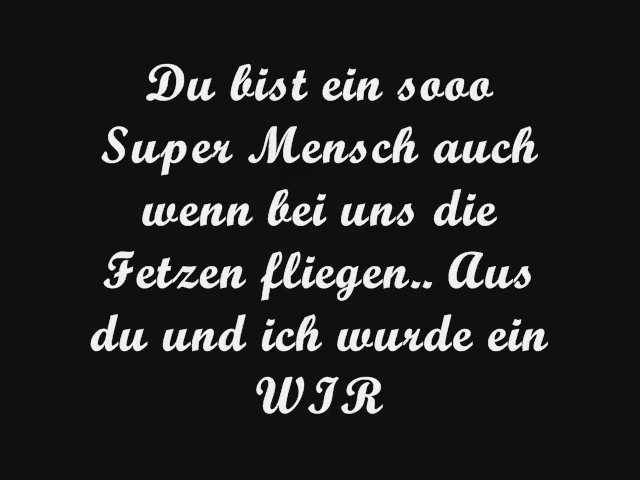 Du bist ein sooo
Super Mensch auch
wenn bei uns die
Fetzen fliegen.. Aus
du und ich wurde ein
WIR